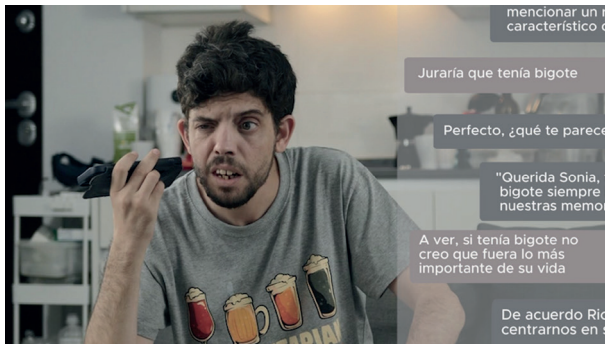 mencionar un
característico
Juraría que tenía bigote
Perfecto, ¿qué te parece
"Querida Sonia,
bigote siempre
nuestras
A ver, si tenía bigote no
creo que fuera lo más
importante de su vida
De acuerdo
centrarnos en